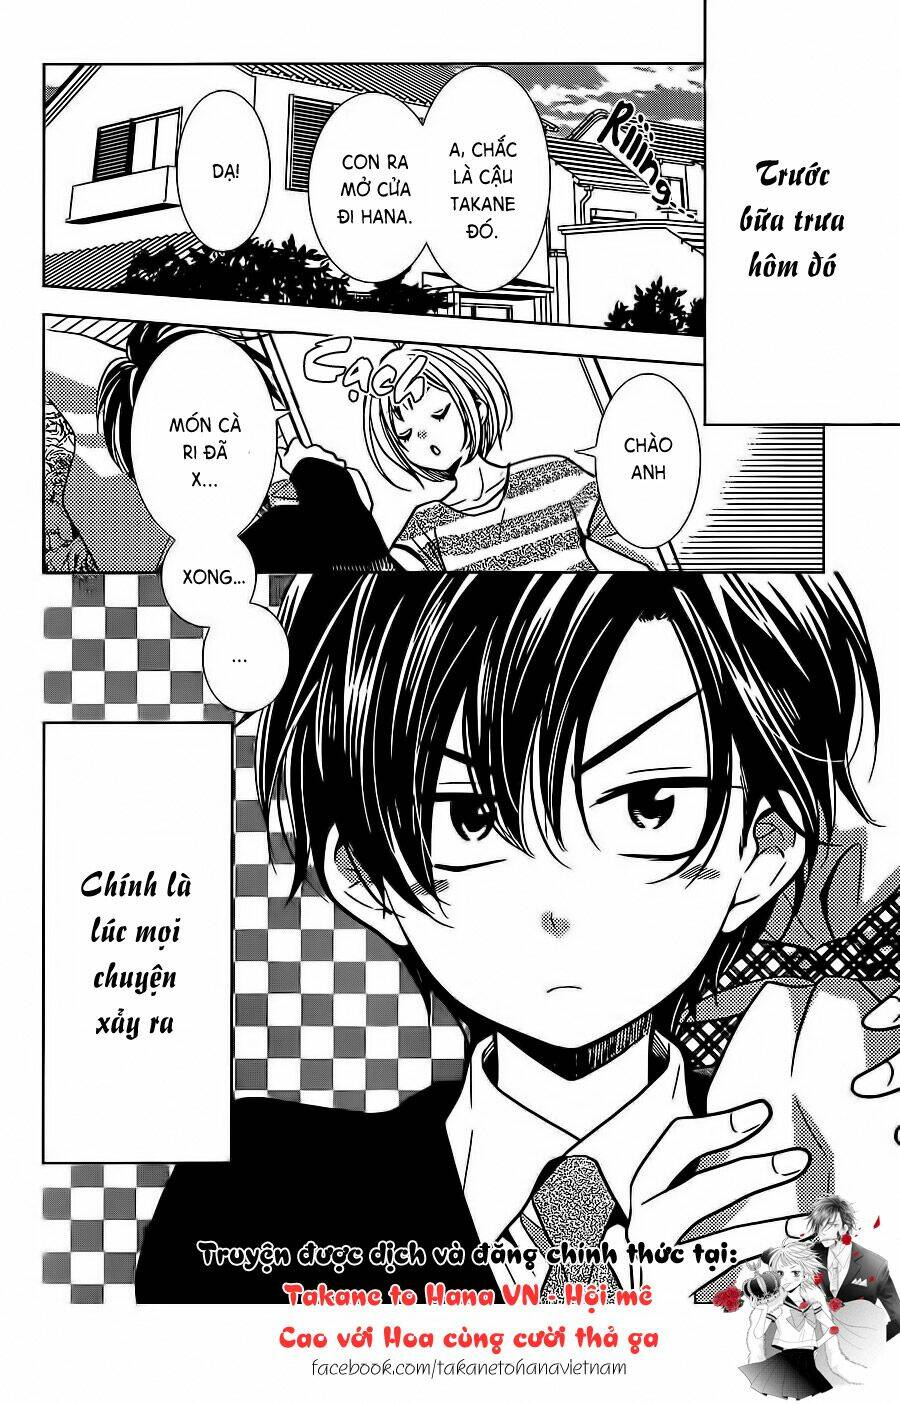 Trước
bữa trưa
hôm đó
Riiing...
A, CHẮC
LÀ CẬU
TAKANE
ĐÓ.
CON RA
MỞ CỬA
ĐI HANA.
DẠ!
CHÀO
ANH
CẠCH
MÓN CÀ
RI ĐÃ
X...
XONG...
...
Chính là
lúc mọi
chuyện
xảy ra
Truyện được dịch và đăng chính thức tại:
Takane to Hana VN - Hội mê
Cao với Hoa cùng cười thả ga
facebook.com/takanetohanavietnam